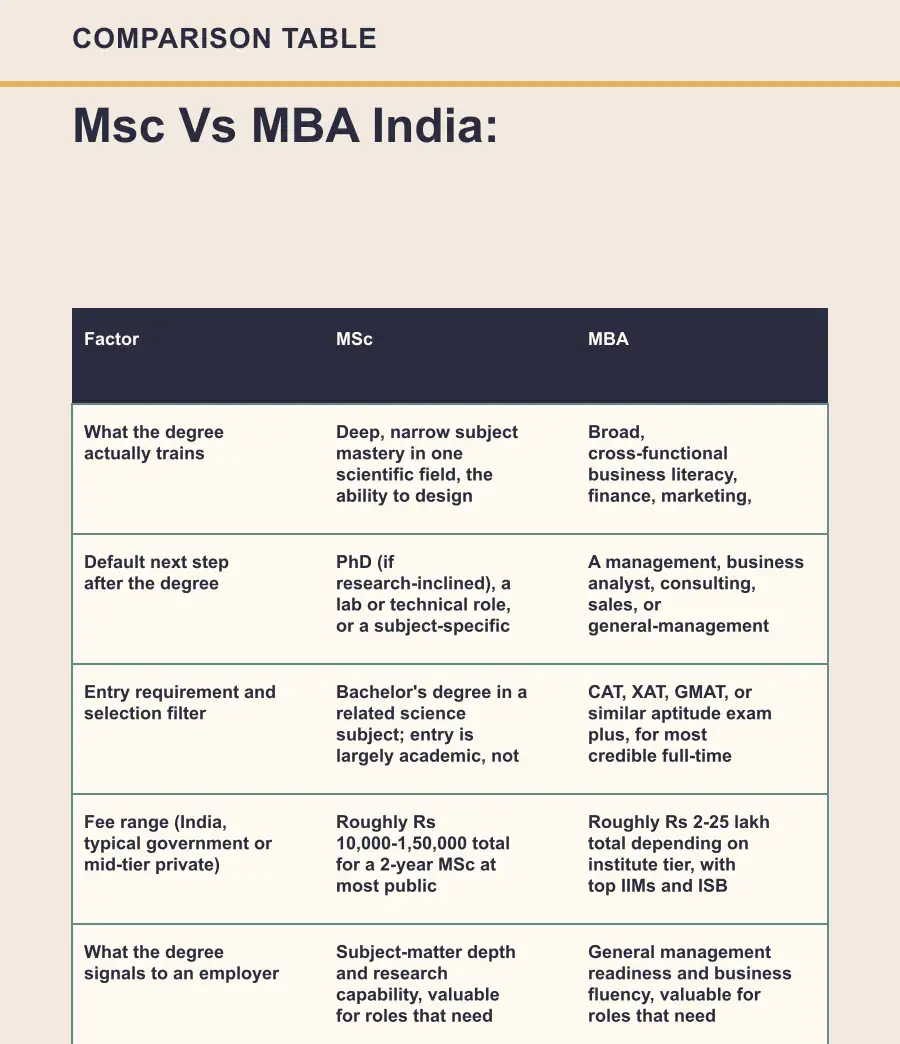 COMPARISON TABLE
Msc Vs MBA India:
Factor
MSc
MBA
What the degree
actually trains
Deep, narrow subject
mastery in one
scientific field, the
ability to design
Broad,
cross-functional
business literacy,
finance, marketing,
Default next step
after the degree
PhD (if
research-inclined), a
lab or technical role,
or a subject-specific
A management, business
analyst, consulting,
sales, or
general-management
Entry requirement and
selection filter
Bachelor's degree in a
related science
subject; entry is
largely academic, not
CAT, XAT, GMAT, or
similar aptitude exam
plus, for most
credible full-time
Fee range (India,
typical government or
mid-tier private)
Roughly Rs
10,000-1,50,000 total
for a 2-year MSc at
most public
Roughly Rs 2-25 lakh
total depending on
institute tier, with
top IIMs and ISB
What the degree
signals to an employer
Subject-matter depth
and research
capability, valuable
for roles that need
General management
readiness and business
fluency, valuable for
roles that need